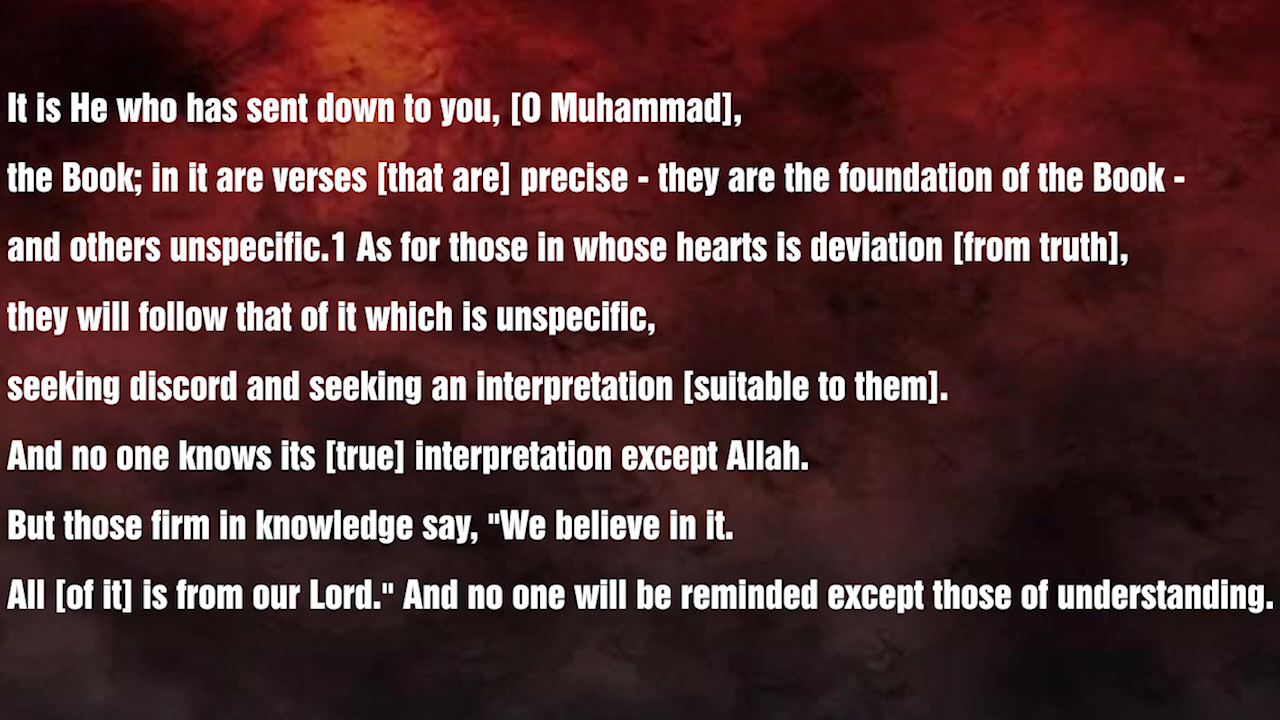 It is He who has sent down to you, [O Muhammad],
the Book; in it are verses [that are] precise - they are the foundation of the Book -
and others unspecific.1 As for those in whose hearts is deviation [from truth],
they will follow that of it which is unspecific,
seeking discord and seeking an interpretation [suitable to them].
And no one knows its [true] interpretation except Allah.
But those firm in knowledge say, "We believe in it.
All [of it] is from our Lord." And no one will be reminded except those of understanding.